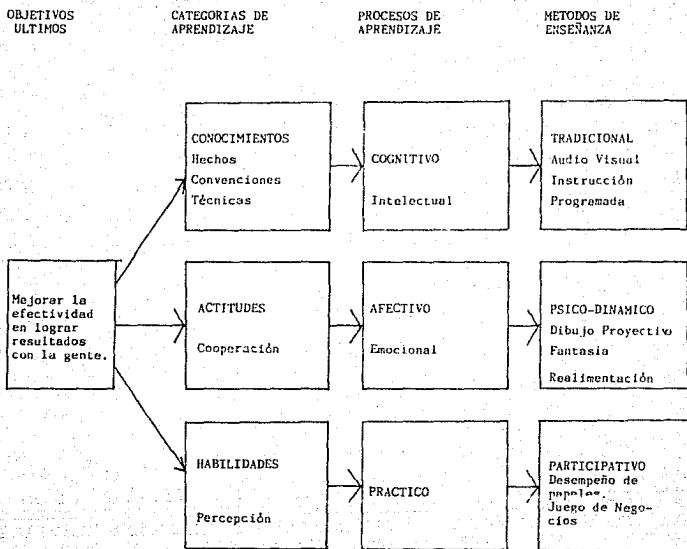 OBJETIVOS
ULTIMOS
CATEGORIAS DE
APRENDIZAJE
PROCESOS DE
APRENDIZAJE
METODOS DE
ENSEÑANZA
CONOCIMIENTOS
Hechos
Convenciones
Técnicas
COGNITIVO
Intelectual
TRADICIONAL
Audio Visual
Instrucción
Programada
Mejorar la
efectividad
en lograr
resultados
con la gente.
ACTITUDES
Cooperación
AFECTIVO
Emocional
PSICO-DINAMICO
Dibujo Proyectivo
Fantasia
Realimentación
HABILIDADES
Percepción
PRACTICO
PARTICIPATIVO
Desempeño de
papeles.
Juego de Nego-
cios